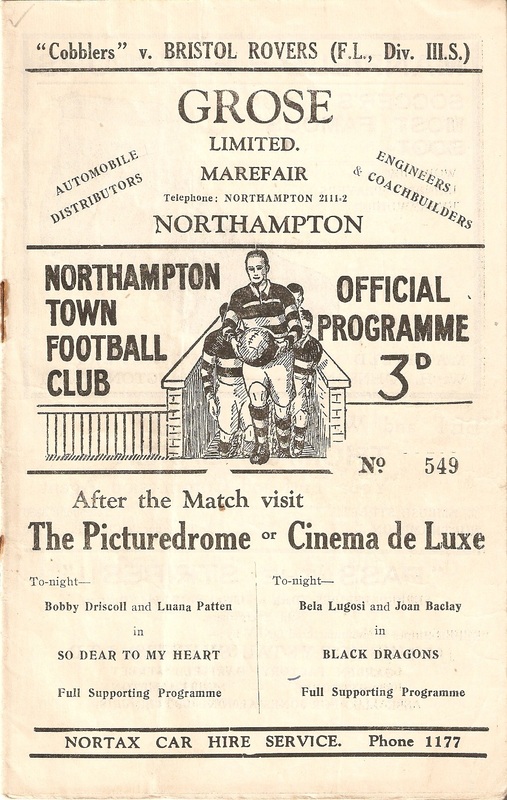 "Cobblers" v. BRISTOL ROVERS (F.L., Div. III.S.)
GROSE
LIMITED.
MAREFAIR
AUTOMOBILE
DISTRIBUTORS
ENGINEERS
& COACHBUILDERS
Telephone: NORTHAMPTON 2111-2
NORTHAMPTON
NORTHAMPTON
TOWN
FOOTBALL
CLUB
OFFICIAL
PROGRAMME
3D
No 549
After the Match visit
The Picturedrome or Cinema de Luxe
To-night—
Bobby Driscoll and Luana Patten
in
SO DEAR TO MY HEART
Full Supporting Programme
To-night—
Bela Lugosi and Joan Baclay
in
BLACK DRAGONS
Full Supporting Programme
NORTAX CAR HIRE SERVICE. Phone 1177